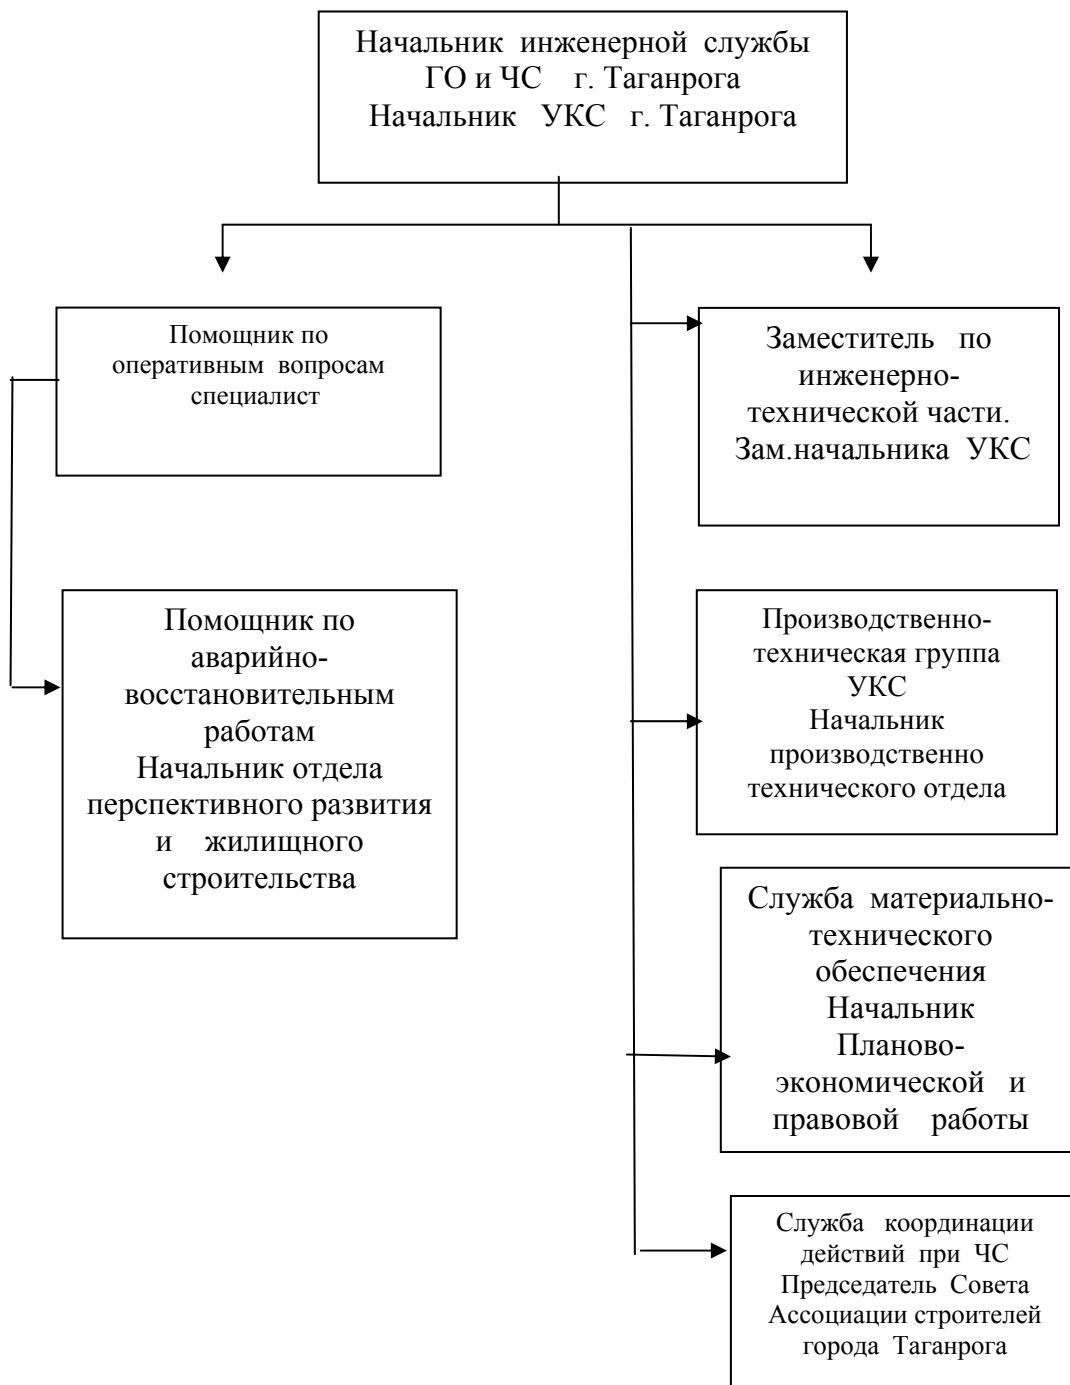 Начальник инженерной службы
ГО и ЧС г. Таганрога
Начальник УКС г. Таганрога
Помощник по
оперативным вопросам
специалист
Заместитель по
инженерно-
технической части.
Зам.начальника УКС
Помощник по
аварийно-
восстановительным
работам
Начальник отдела
перспективного развития
и жилищного
строительства
Производственно-
техническая группа
УКС
Начальник
производственно
технического отдела
Служба материально-
технического
обеспечения
Начальник
Планово-
экономической и
правовой работы
Служба координации
действий при ЧС
Председатель Совета
Ассоциации строителей
города Таганрога